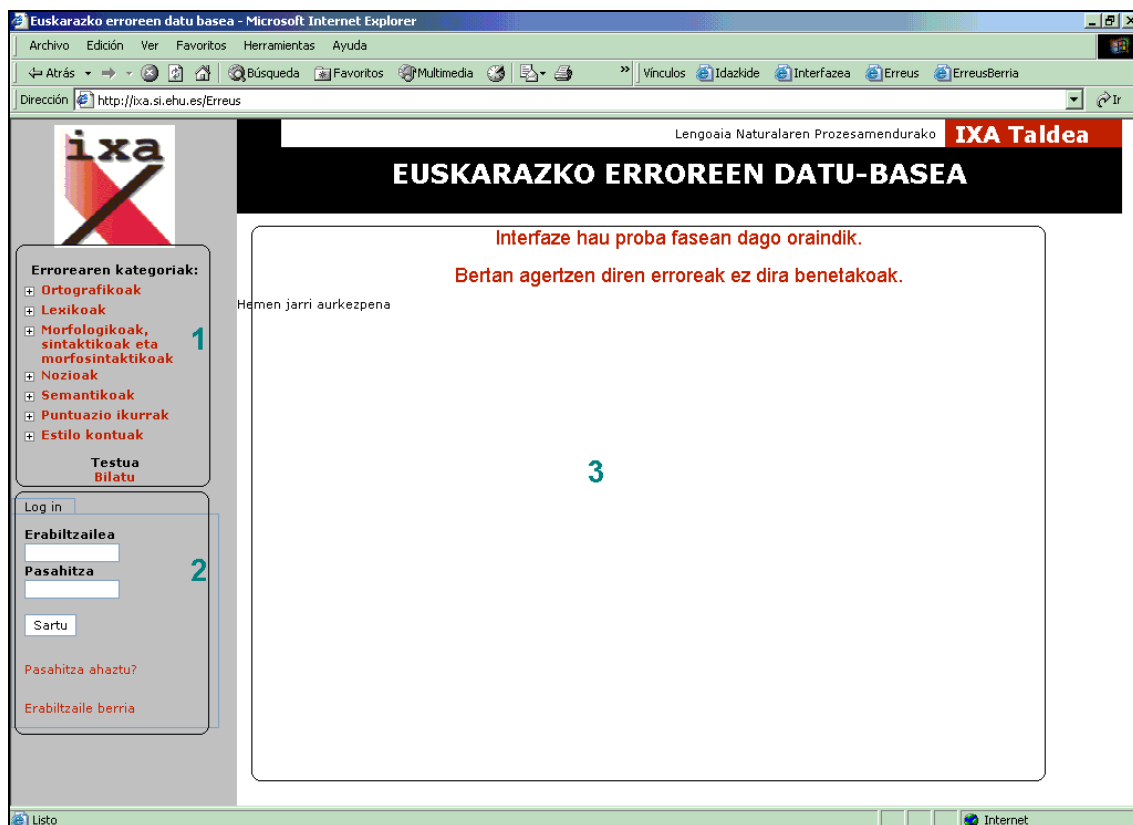 Euskarazko erroreen datu basea - Microsoft Internet Explorer
Archivo Edición Ver Favoritos Herramientas Ayuda
Atrás Búsqueda Favoritos Multimedia » Vínculos Idazkide Interfazea Erreus ErreusBerria
Dirección http://ixa.si.ehu.es/Erreus Ir
ixa
Lengoaia Naturalaren Prozesamendurako IXA Taldea
EUSKARAZKO ERROREEN DATU-BASEA
Errorearen kategoriak:
Ortografikoak
Lexikoak
Morfologikoak,
sintaktikoak eta
morfosintaktikoak
1
Nozioak
Semantikoak
Puntuazio ikurrak
Estilo kontuak
Testua
Bilatu
Log in
Erabiltzailea
Pasahitza
2
Sartu
Pasahitza ahaztu?
Erabiltzaile berria
Interfaze hau proba fasean dago oraindik.
Bertan agertzen diren erroreak ez dira benetakoak.
Hemen jarri aurkezpena
3
Listo Internet